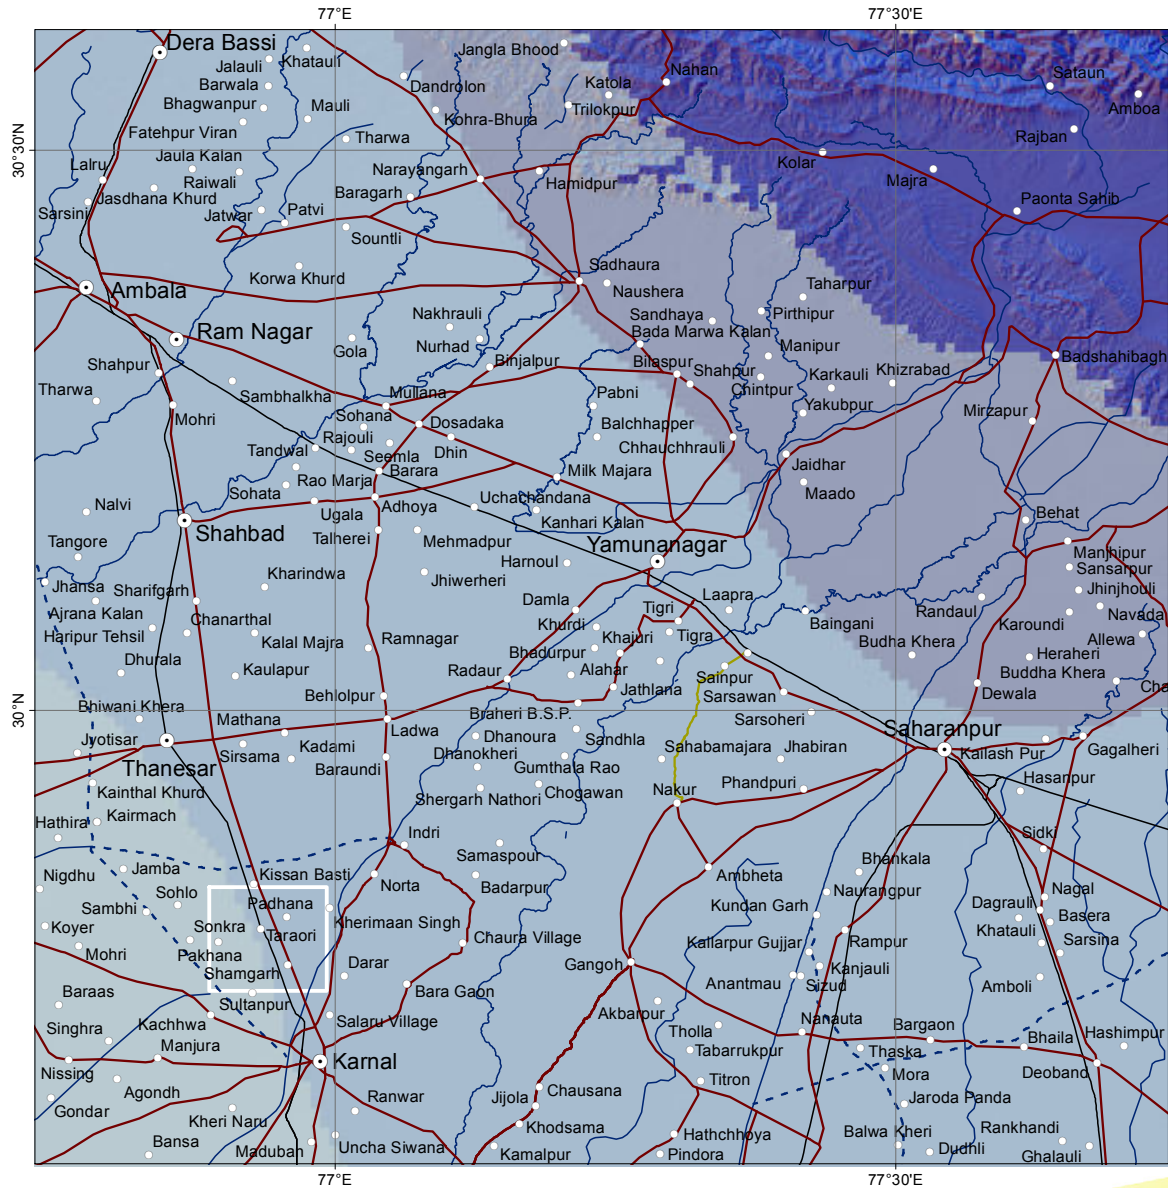 77°E
77°30'E
Dera Bassi
Jangla Bhood
Khatauli
Jalauli
Nahan
Sataun
Barwala
Dandrolon
Katola
Amboa
Bhagwanpur
Mauli
Trilokpur
Kohra-Bhura
Fatehpur Viran
Tharwa
Rajban
30°30'N
Jaula Kalan
Kolar
Lalru
Narayangarh
Raiwali
Hamidpur
Majra
Jasdhana Khurd
Baragarh
Paonta Sahib
Sarsini
Jatwar
Patvi
Sountli
Sadhaura
Korwa Khurd
Ambala
Naushera
Taharpur
Nakhrauli
Sandhaya
Pirthipur
Ram Nagar
Bada Marwa Kalan
Gola
Nurhad
Manipur
Binjalpur
Bilaspur
Badshahibagh
Shahpur
Shahpur
Khizrabad
Tharwa
Sambhalkha
Mullana
Pabni
Chintpur
Karkauli
Mohri
Sohana
Yakubpur
Mirzapur
Dosadaka
Balchhapper
Rajouli
Tandwal
Seemla
Dhin
Chhauchhrauli
Jaidhar
Rao Marja
Barara
Milk Majara
Sohata
Uchachandana
Maado
Nalvi
Ugala
Adhoya
Kanhari Kalan
Behat
Shahbad
Talherei
Mehmadpur
Yamunanagar
Tangore
Harnoul
Manjhipur
Jhansa
Sharifgarh
Kharindwa
Jhiwerheri
Sansarpur
Laapra
Jhinjhouli
Ajrana Kalan
Damla
Tigri
Randaul
Navada
Haripur Tehsil
Chanarthal
Khurdi
Baingani
Karoundi
Kalal Majra
Ramnagar
Khajuri
Tigra
Allewa
Dhurala
Bhadurpur
Budha Khera
Heraheri
Kaulapur
Radaur
Alahar
Sainpur
Buddha Khera
Behlolpur
Jathlana
Sarsawan
Dewala
Cha
30°N
Bhiwani Khera
Mathana
Braheri B.S.P.
Sarsoheri
Jyotisar
Kadami
Ladwa
Dhanoura
Sandhla
Saharanpur
Sirsama
Dhanokheri
Sahabamajara
Jhabiran
Kailash Pur
Gagalheri
Thanesar
Baraundi
Gumthala Rao
Kainthal Khurd
Shergarh Nathori
Chogawan
Nakur
Phandpuri
Hasanpur
Hathira
Kairmach
Indri
Sidki
Samaspour
Nigdhu
Jamba
Kissan Basti
Norta
Badarpur
Ambheta
Bhankala
Naurangpur
Nagal
Sohlo
Padhana
Kundan Garh
Dagrauli
Sambhi
Kherimaan Singh
Basera
Koyer
Sonkra
Taraori
Chaura Village
Kallarpur Gujjar
Rampur
Khatauli
Sarsina
Mohri
Pakhana
Shamgarh
Darar
Gangoh
Kanjauli
Baraas
Sultanpur
Bara Gaon
Anantmau
Sizud
Amboli
Singhra
Kachhwa
Salaru Village
Akbarpur
Tholla
Nanauta
Bargaon
Hashimpur
Manjura
Karnal
Tabarrukpur
Thaska
Bhaila
Nissing
Agondh
Chausana
Titron
Mora
Deoband
Gondar
Kheri Naru
Ranwar
Jijola
Jaroda Panda
Bansa
Khodsama
Hathchhoya
Balwa Kheri
Rankhandi
Madubah
Uncha Siwana
Kamalpur
Pindora
Dudhli
Ghalauli
77°E
77°30'E